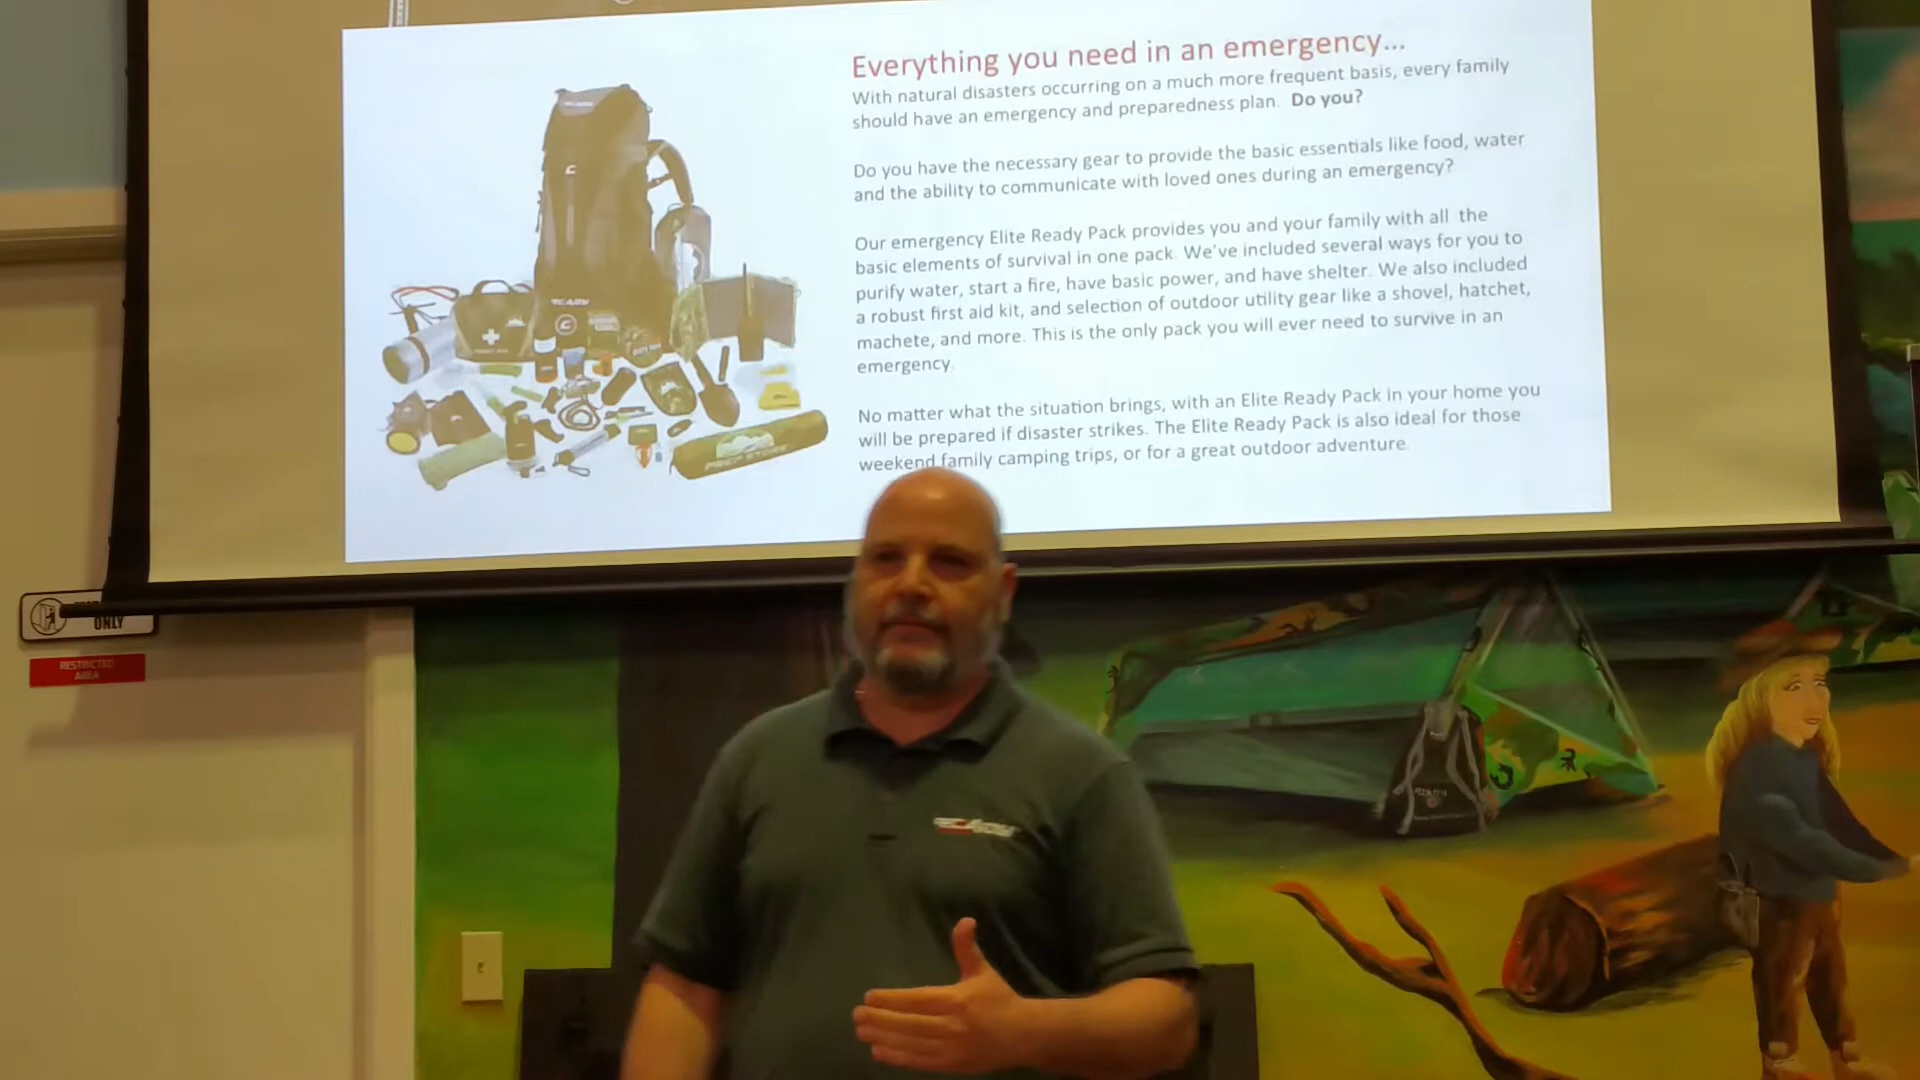 Everything you need in an emergency...
With natural disasters occurring on a much more frequent basis, every family
should have an emergency and preparedness plan. Do you?
Do you have the necessary gear to provide the basic essentials like food, water
and the ability to communicate with loved ones during an emergency?
Our emergency Elite Ready Pack provides you and your family with all the
basic elements of survival in one pack. We've included several ways for you to
purify water, start a fire, have basic power, and have shelter. We also included
a robust first aid kit, and selection of outdoor utility gear like a shovel, hatchet,
machete, and more. This is the only pack you will ever need to survive in an
emergency.
No matter what the situation brings, with an Elite Ready Pack in your home you
will be prepared if disaster strikes. The Elite Ready Pack is also ideal for those
weekend family camping trips, or for a great outdoor adventure.
READY
PREP STORE
ONLY
RESTRICTED
AREA